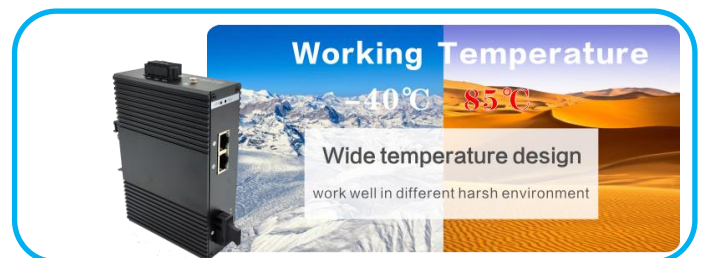 Working Temperature
-40℃ 85℃
Wide temperature design
work well in different harsh environment